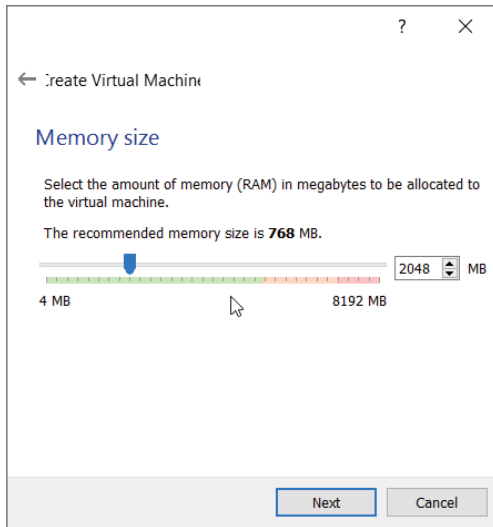 ?
Create Virtual Machine
Memory size
Select the amount of memory (RAM) in megabytes to be allocated to
the virtual machine.
The recommended memory size is 768 MB.
2048 MB
4 MB 8192 MB
Next Cancel